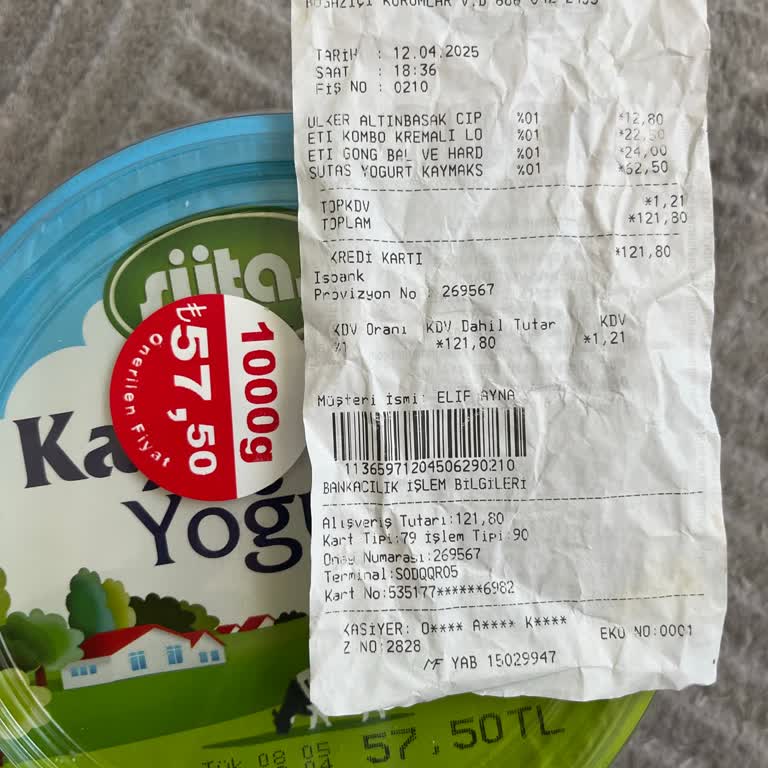 TARİH : 12.04.2025
SAAT : 18:36
FİŞ NO : 0210
ULKER ALTINBASAK CIP %01 *12,80
ETI KOMBO KREMALI LO %01 *22,50
ETI GONG BAL VE HARD %01 *24,00
SUTAS YOGURT KAYMAKS %01 *62,50
TOPKDV *1,21
TOPLAM *121,80
KREDİ KARTI *121,80
Isbank
Provizyon No : 269567
KDV Oranı KDV Dahil Tutar KDV
%1 *121,80 *1,21
Müşteri İsmi: ELIF AYNA
11365971204506290210
BANKACILIK İŞLEM BİLGİLERİ
Alışveriş Tutarı:121,80
Kart Tipi:79 İşlem Tipi:90
Onay Numarası:269567
Terminal:SODQQR05
Kart No:535177******6982
KASİYER: O**** A**** K****
EKÜ NO:0001
Z NO:2828
MF YAB 15029947
sütaş
1000g
₺57,50
Önerilen Fiyat
Yoğ
57,50TL